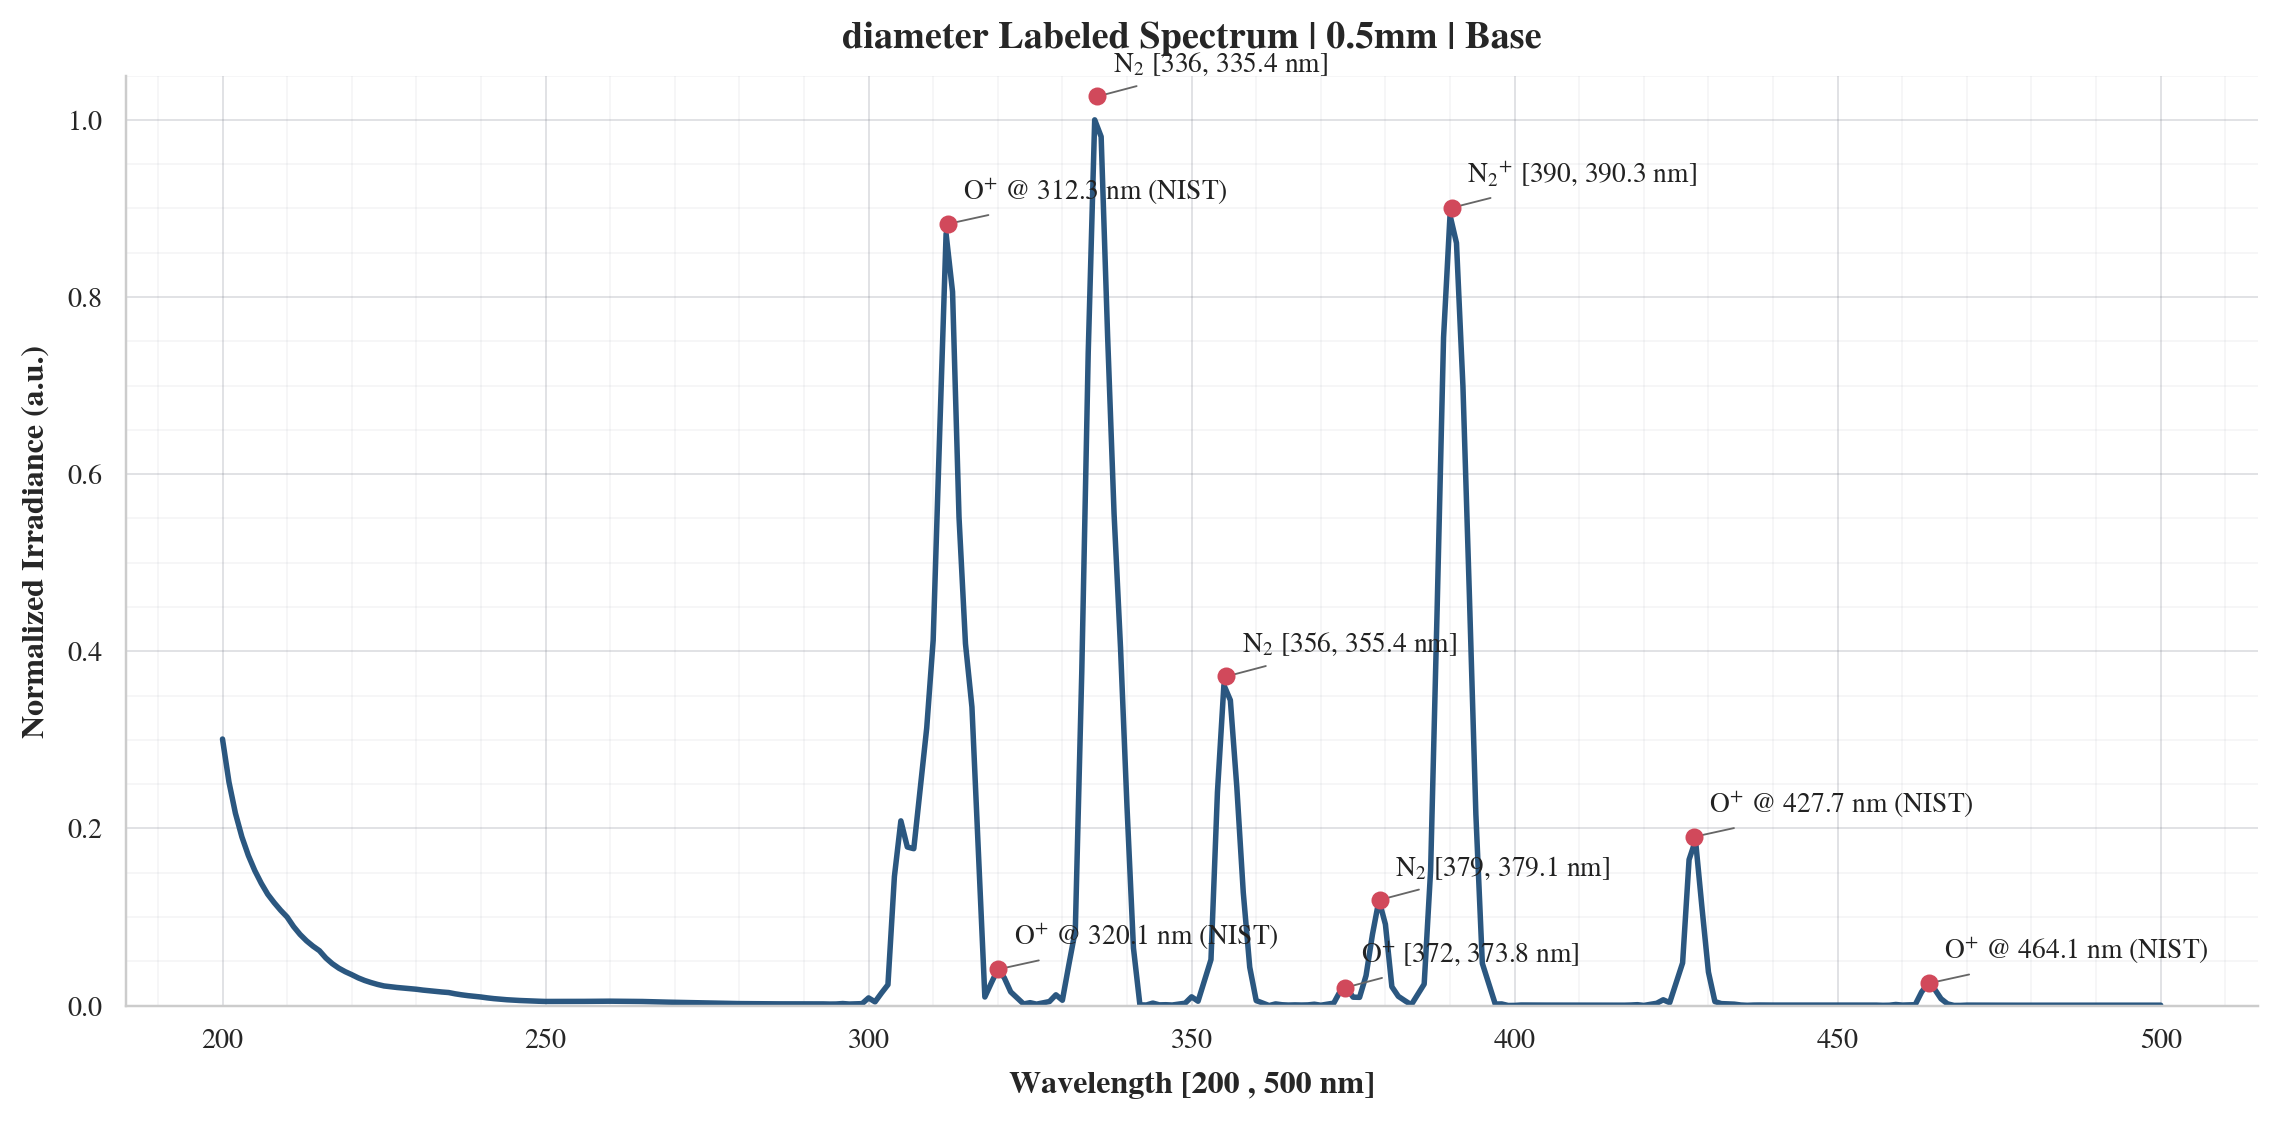 diameter Labeled Spectrum | 0.5mm | Base
N₂ [336, 335.4 nm]
1.0
N₂⁺ [390, 390.3 nm]
O⁺ @ 312.3 nm (NIST)
0.8
Normalized Irradiance (a.u.)
0.6
0.4
N₂ [356, 355.4 nm]
0.2
O⁺ @ 427.7 nm (NIST)
N₂ [379, 379.1 nm]
O⁺ @ 320.1 nm (NIST)
O⁺ [372, 373.8 nm]
O⁺ @ 464.1 nm (NIST)
0.0
200 250 300 350 400 450 500
Wavelength [200 , 500 nm]